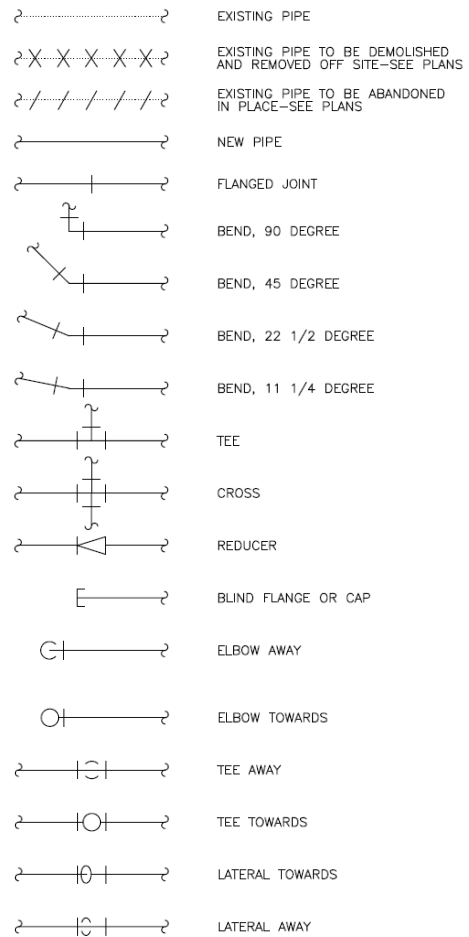 EXISTING PIPE
EXISTING PIPE TO BE DEMOLISHED
AND REMOVED OFF SITE-SEE PLANS
EXISTING PIPE TO BE ABANDONED
IN PLACE-SEE PLANS
NEW PIPE
FLANGED JOINT
BEND, 90 DEGREE
BEND, 45 DEGREE
BEND, 22 1/2 DEGREE
BEND, 11 1/4 DEGREE
TEE
CROSS
REDUCER
BLIND FLANGE OR CAP
ELBOW AWAY
ELBOW TOWARDS
TEE AWAY
TEE TOWARDS
LATERAL TOWARDS
LATERAL AWAY